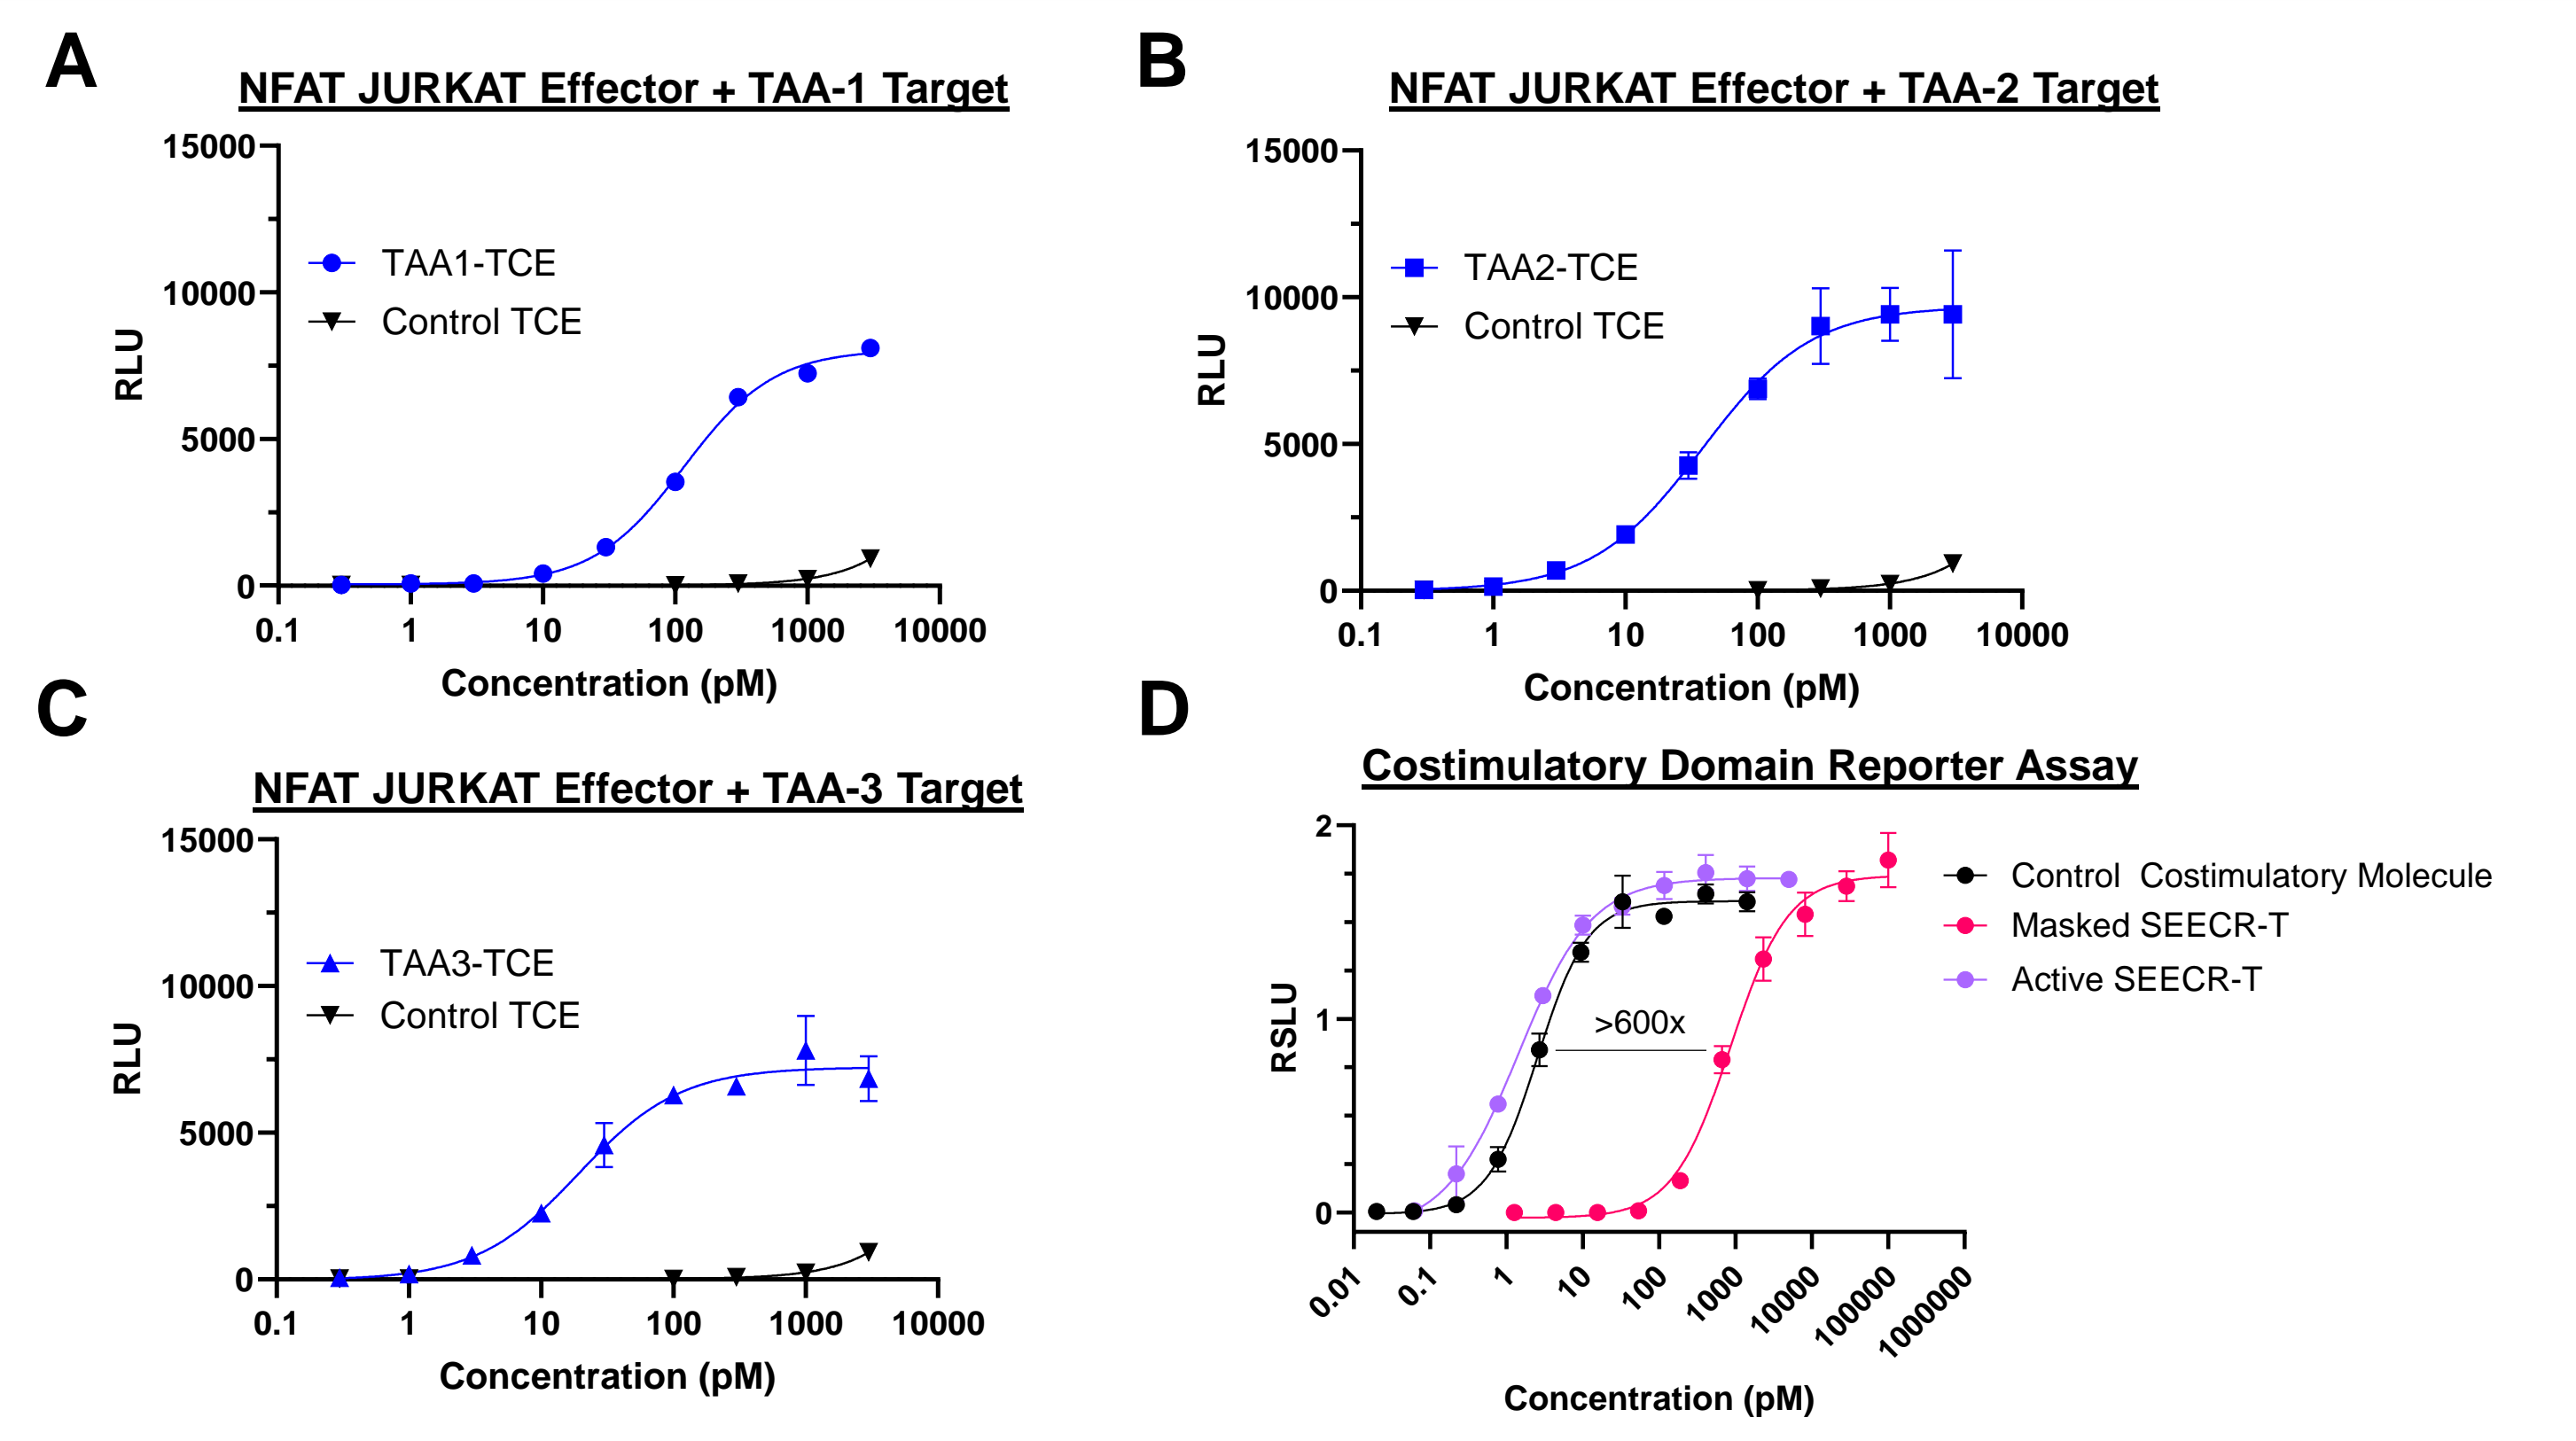 A
NFAT JURKAT Effector + TAA-1 Target
15000
10000
5000
0
RLU
TAA1-TCE
Control TCE
0.1 1 10 100 1000 10000
Concentration (pM)
B
NFAT JURKAT Effector + TAA-2 Target
15000
10000
5000
0
RLU
TAA2-TCE
Control TCE
0.1 1 10 100 1000 10000
Concentration (pM)
C
NFAT JURKAT Effector + TAA-3 Target
15000
10000
5000
0
RLU
TAA3-TCE
Control TCE
0.1 1 10 100 1000 10000
Concentration (pM)
D
Costimulatory Domain Reporter Assay
2
1
0
RSLU
>600x
Control Costimulatory Molecule
Masked SEECR-T
Active SEECR-T
0.01 0.1 1 10 100 1000 10000 100000 1000000
Concentration (pM)